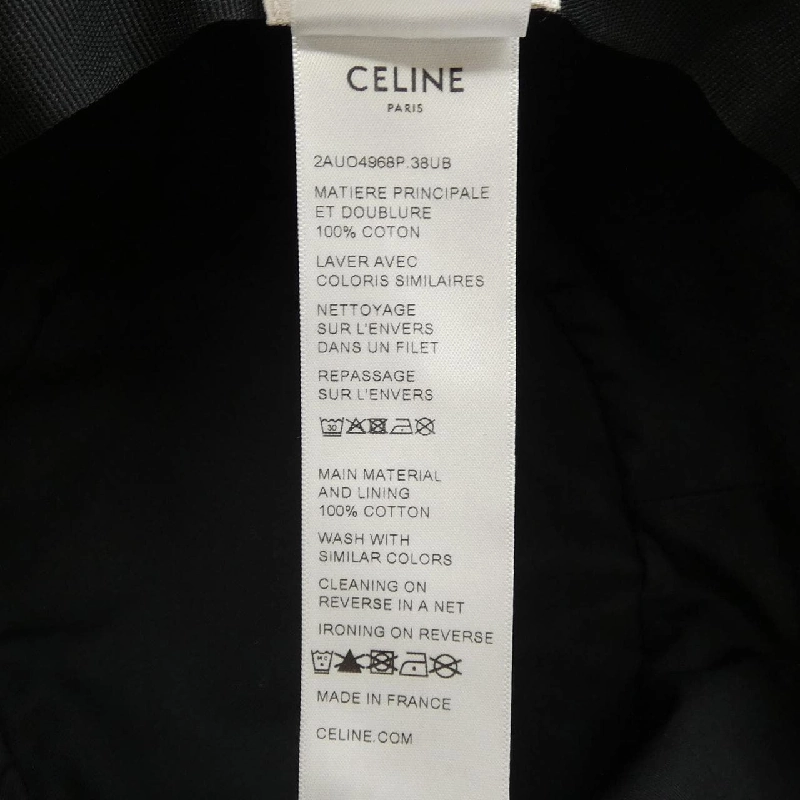 CELINE
PARIS
2AUO4968P.38UB
MATIERE PRINCIPALE
ET DOUBLURE
100% COTON
LAVER AVEC
COLORIS SIMILAIRES
NETTOYAGE
SUR L'ENVERS
DANS UN FILET
REPASSAGE
SUR L'ENVERS
30
MAIN MATERIAL
AND LINING
100% COTTON
WASH WITH
SIMILAR COLORS
CLEANING ON
REVERSE IN A NET
IRONING ON REVERSE
MADE IN FRANCE
CELINE.COM